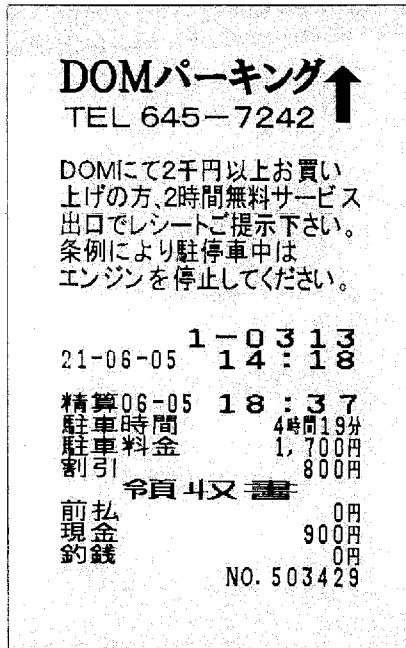 DOMパーキング↑
TEL 645-7242
DOMにて2千円以上お買い
上げの方、2時間無料サービス
出口でレシートご提示下さい。
条例により駐停車中は
エンジンを停止してください。
1-0313
21-06-05 14:18
精算06-05 18:37
駐車時間 4時間19分
駐車料金 1,700円
割引 800円
領収書
前払 0円
現金 900円
釣銭 0円
NO.503429